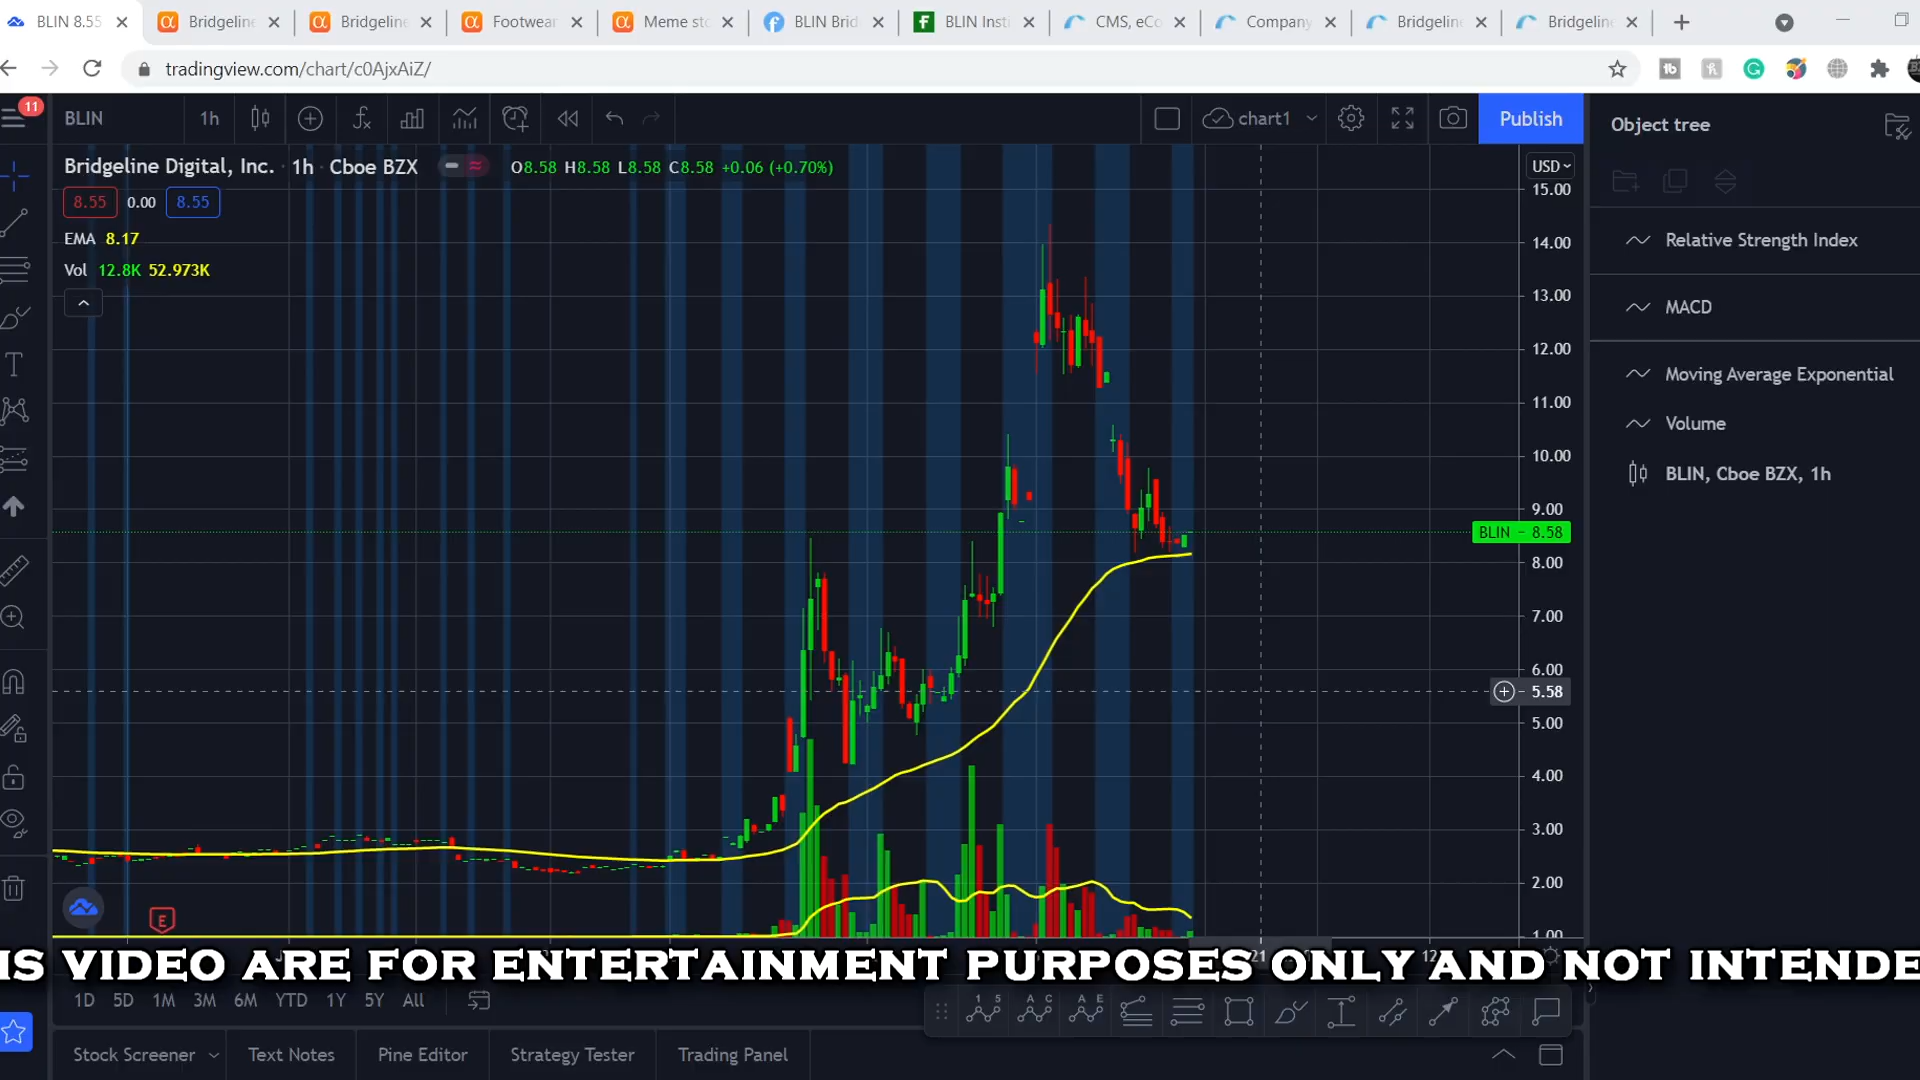 BLIN 8.55
Bridgeline
Bridgeline
Footwear
Meme sto
BLIN Brid
BLIN Insti
CMS, eCo
Company
Bridgeline
Bridgeline
tradingview.com/chart/c0AjxAiZ/
11
BLIN
1h
chart1
Publish
Object tree
Bridgeline Digital, Inc. · 1h · Cboe BZX
O8.58 H8.58 L8.58 C8.58 +0.06 (+0.70%)
USD
8.55 0.00 8.55
EMA 8.17
Vol 12.8K 52.973K
15.00
14.00
13.00
12.00
11.00
10.00
9.00
BLIN - 8.58
8.00
7.00
6.00
5.58
5.00
4.00
3.00
2.00
1.00
Relative Strength Index
MACD
Moving Average Exponential
Volume
BLIN, Cboe BZX, 1h
E
IS VIDEO ARE FOR ENTERTAINMENT PURPOSES ONLY AND NOT INTENDE
1D 5D 1M 3M 6M YTD 1Y 5Y All
Stock Screener
Text Notes
Pine Editor
Strategy Tester
Trading Panel